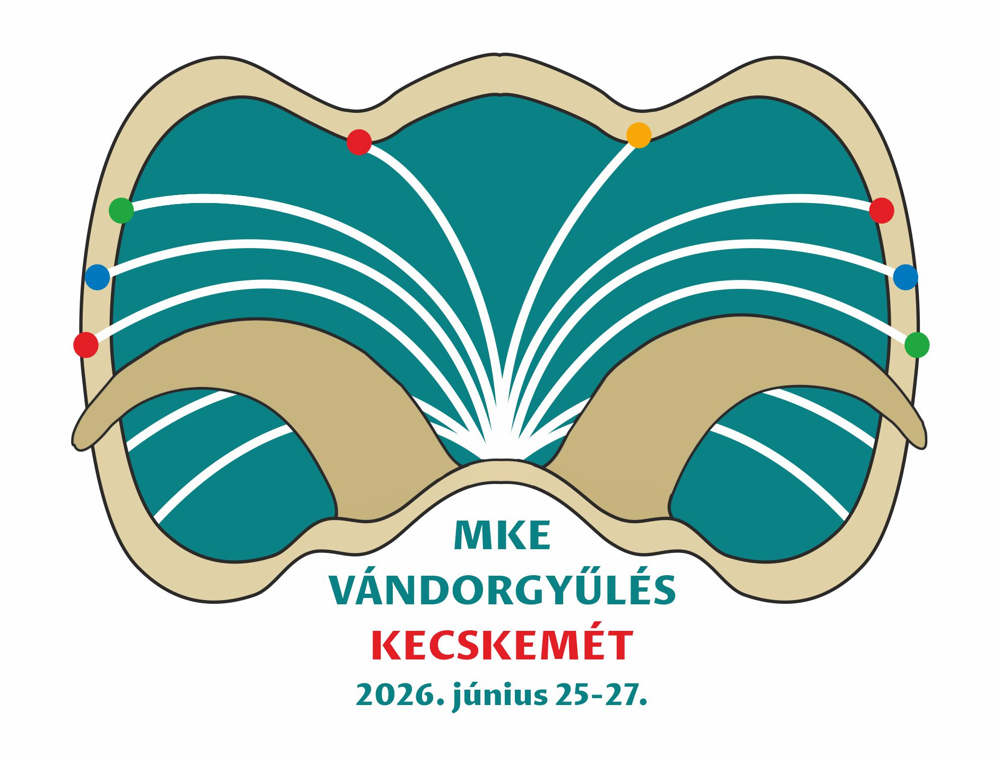 MKE
VÁNDORGYŰLÉS
KECSKEMÉT
2026. június 25-27.